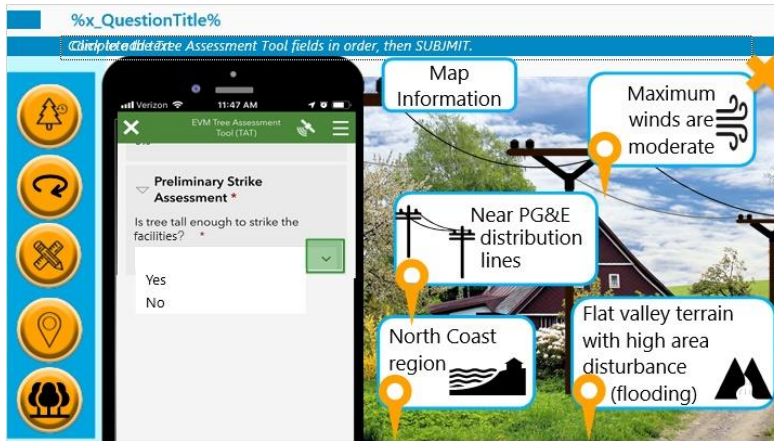 %x_QuestionTitle%
Complete the Tree Assessment Tool fields in order, then SUBJMIT.
Verizon 11:47 AM
EVM Tree Assessment
Tool (TAT)
Preliminary Strike
Assessment *
Is tree tall enough to strike the
facilities? *
Yes
No
Map
Information
Maximum
winds are
moderate
Near PG&E
distribution
lines
North Coast
region
Flat valley terrain
with high area
disturbance
(flooding)